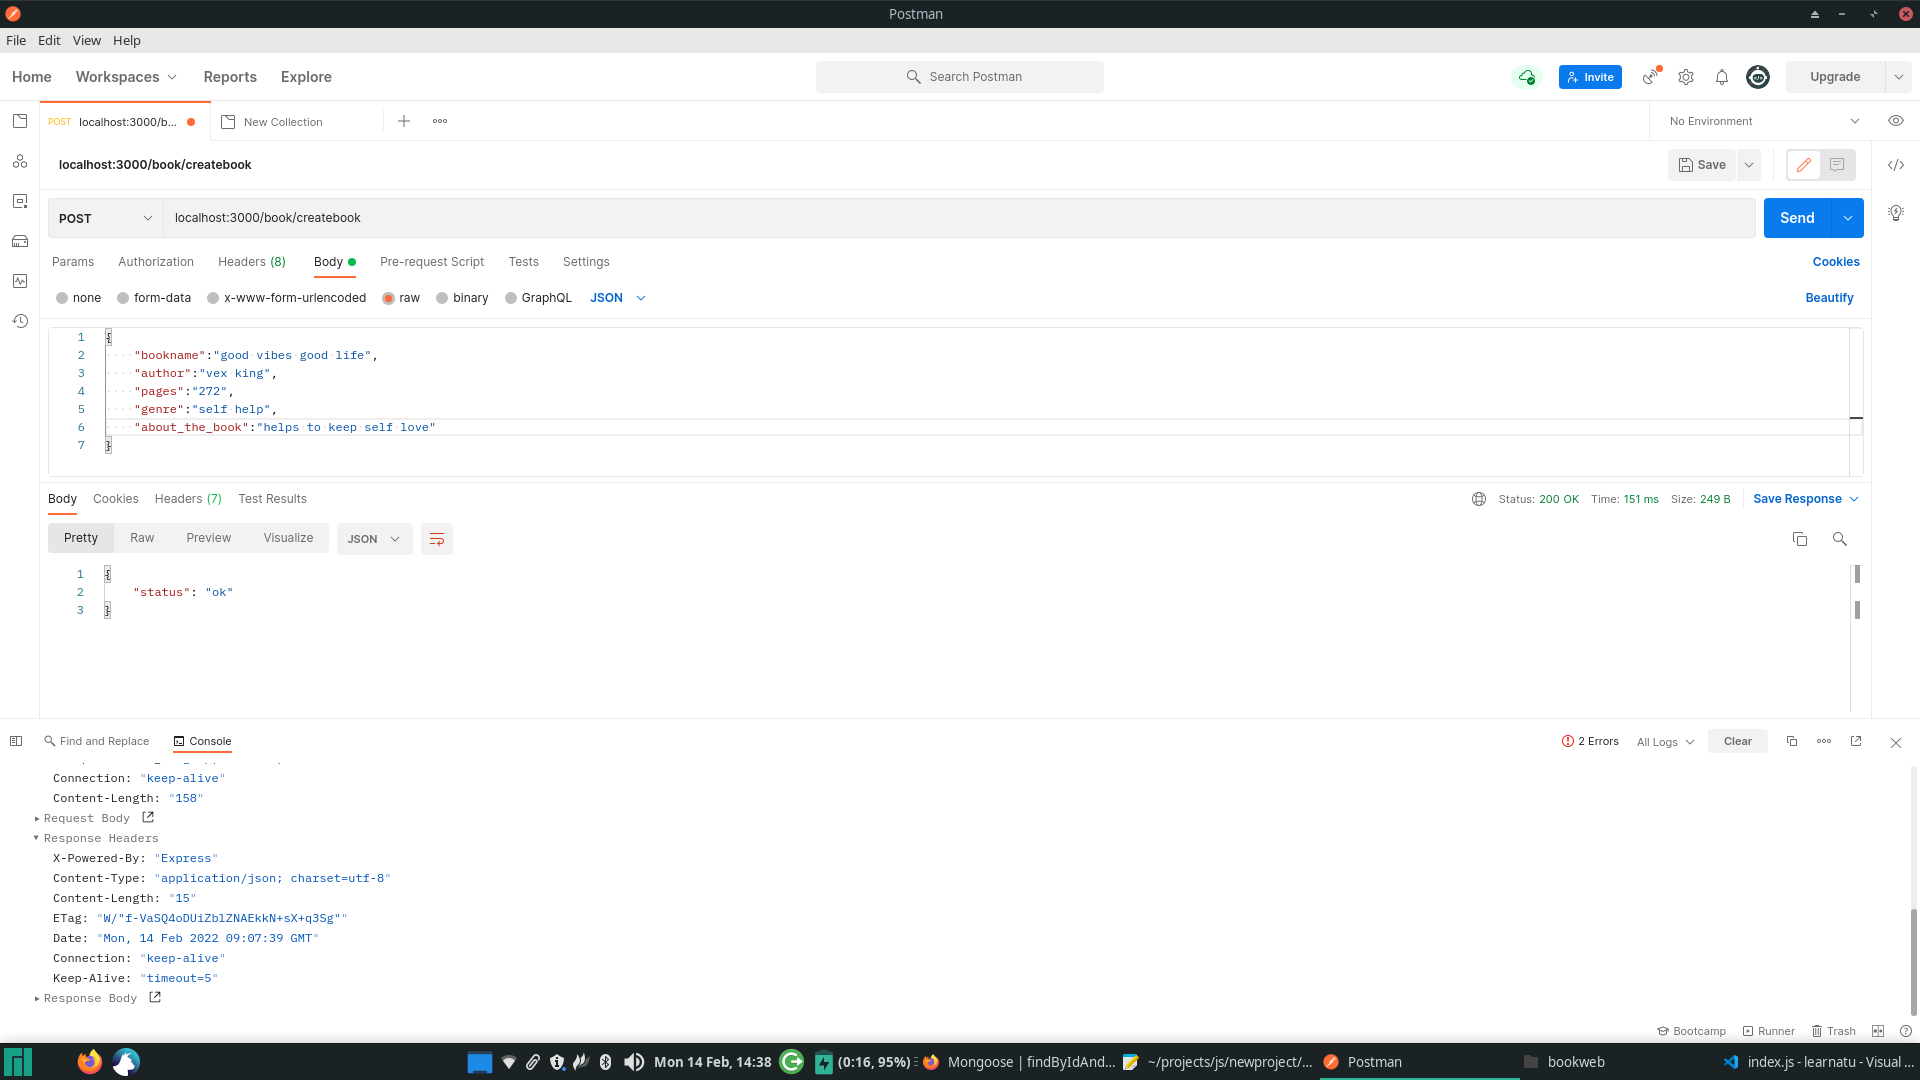 Postman
File Edit View Help
Home Workspaces Reports Explore Search Postman Invite Upgrade
POST localhost:3000/b... New Collection No Environment
localhost:3000/book/createbook Save
POST localhost:3000/book/createbook Send
Params Authorization Headers (8) Body Pre-request Script Tests Settings Cookies
none form-data x-www-form-urlencoded raw binary GraphQL JSON Beautify
1 {
2 "bookname":"good vibes good life",
3 "author":"vex king",
4 "pages":"272",
5 "genre":"self help",
6 "about_the_book":"helps to keep self love"
7 }
Body Cookies Headers (7) Test Results Status: 200 OK Time: 151 ms Size: 249 B Save Response
Pretty Raw Preview Visualize JSON
1 {
2 "status": "ok"
3 }
Find and Replace Console 2 Errors All Logs Clear
Connection: "keep-alive"
Content-Length: "158"
Request Body
Response Headers
X-Powered-By: "Express"
Content-Type: "application/json; charset=utf-8"
Content-Length: "15"
ETag: "W/"f-VaSQ4oDUiZblZNAEkkN+sX+q3Sg""
Date: "Mon, 14 Feb 2022 09:07:39 GMT"
Connection: "keep-alive"
Keep-Alive: "timeout=5"
Response Body
Bootcamp Runner Trash
Mon 14 Feb, 14:38 (0:16, 95%) Mongoose | findByIdAnd... ~/projects/js/newproject/... Postman bookweb index.js - learnatu - Visual ...